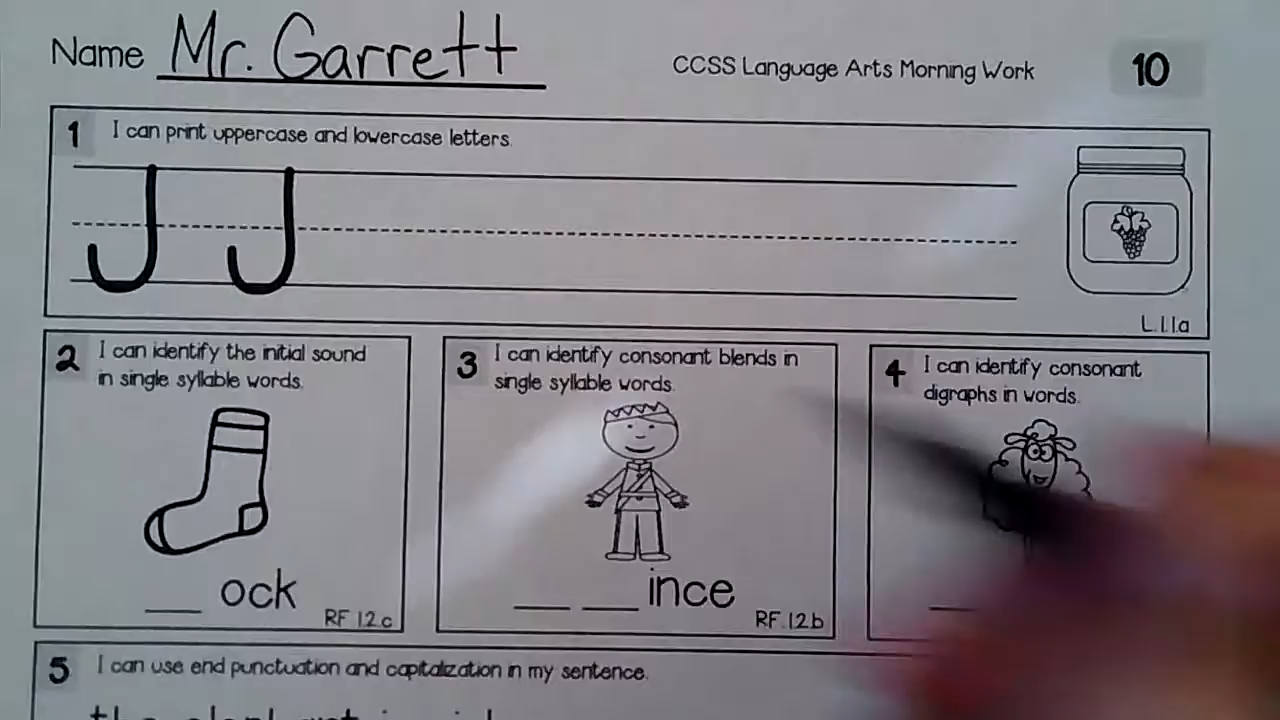 Name Mr. Garrett
CCSS Language Arts Morning Work 10
1 I can print uppercase and lowercase letters.
J J
L.1.1a
2 I can identify the initial sound
in single syllable words.
__ ock
RF.1.2.c
3 I can identify consonant blends in
single syllable words.
__ __ ince
RF.1.2.b
4 I can identify consonant
digraphs in words.
5 I can use end punctuation and capitalization in my sentence.